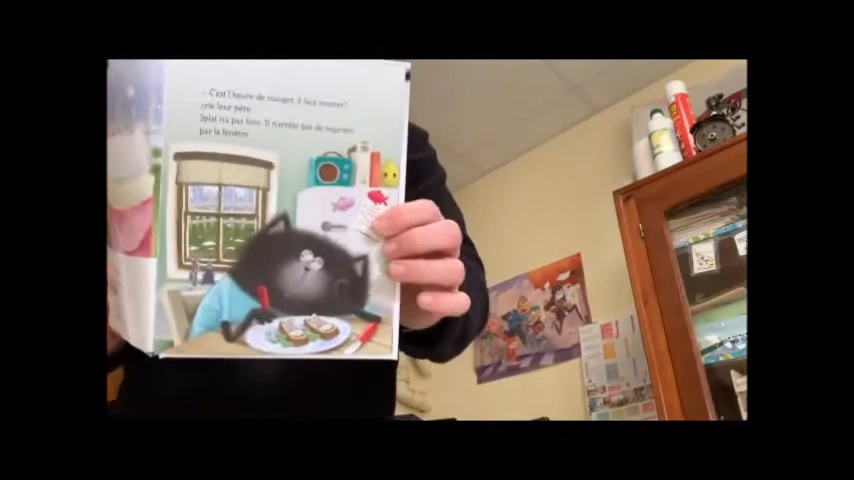 – C'est l'heure de manger, il faut rentrer !
crie leur père.
Splat n'a pas faim. Il n'arrête pas de regarder
par la fenêtre.